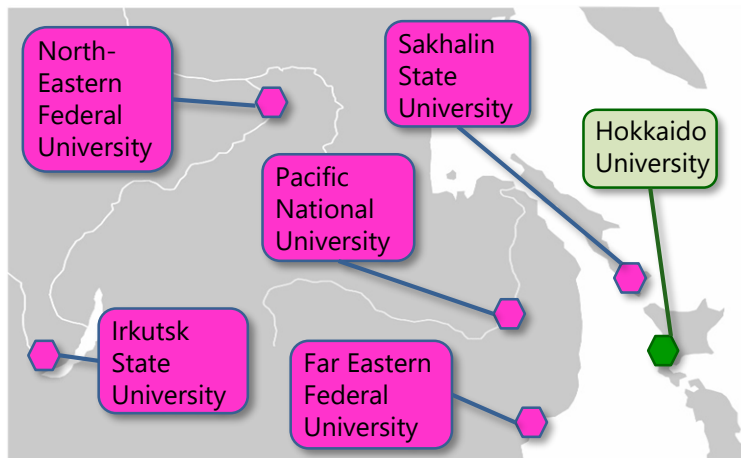 North-
Eastern
Federal
University
Sakhalin
State
University
Hokkaido
University
Pacific
National
University
Irkutsk
State
University
Far Eastern
Federal
University